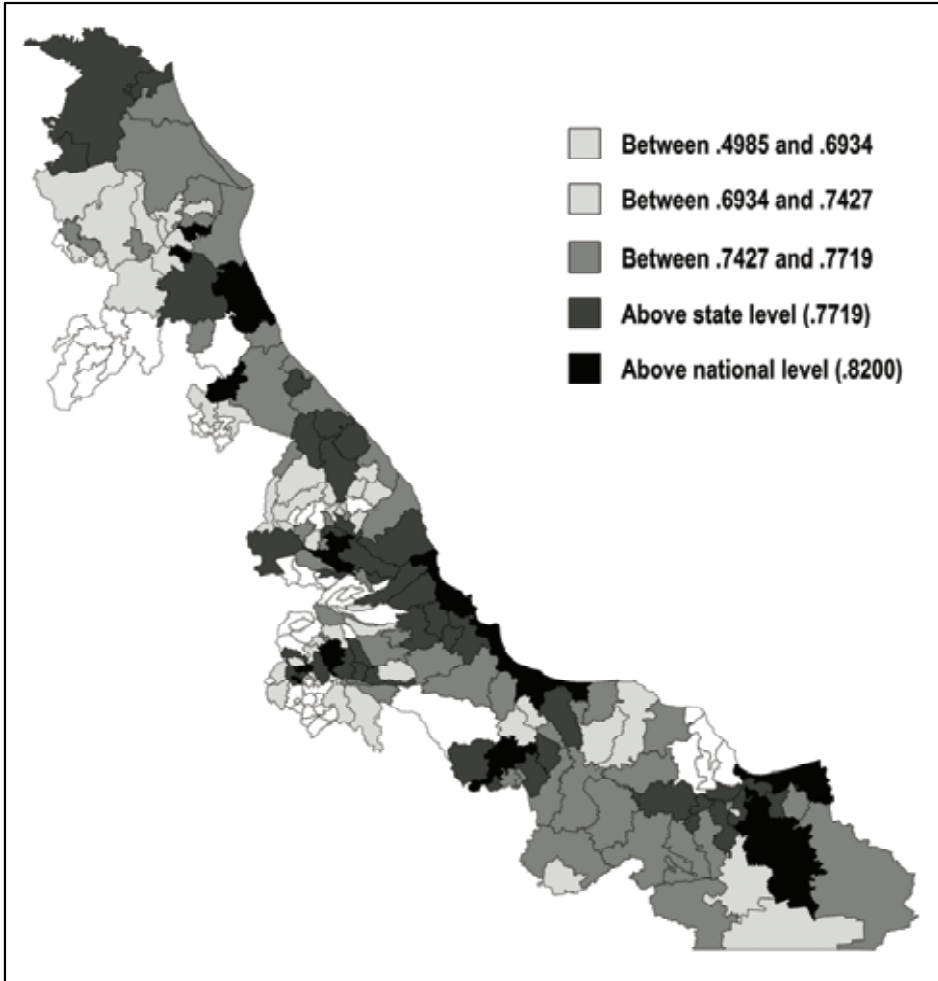 Between .4985 and .6934
Between .6934 and .7427
Between .7427 and .7719
Above state level (.7719)
Above national level (.8200)